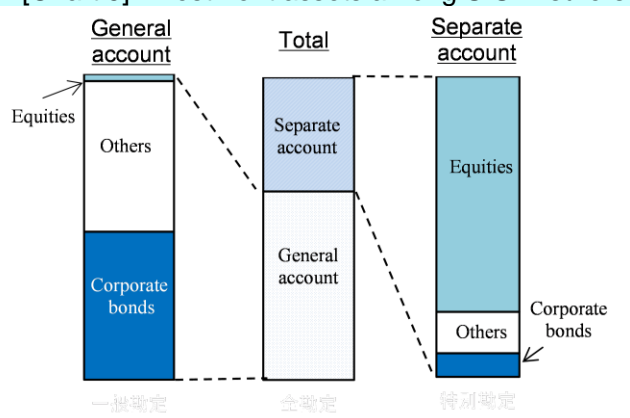 General
account
Total
Separate
account
Equities
Others
Corporate
bonds
Separate
account
General
account
Equities
Others
Corporate
bonds
一般勘定
全勘定
特別勘定